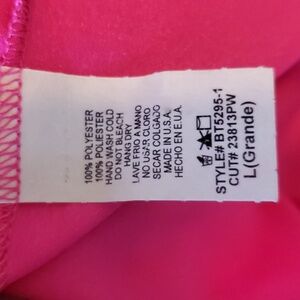 100% POLYESTER
100% POLIESTER
HAND WASH COLD
DO NOT BLEACH
HANG DRY
LAVE FRIO A MANO
NO USAR CLORO
SECAR COLGADO
MADE IN U.S.A.
HECHO EN E.U.A.
STYLE# BT5295-1
CUT# 23813PW
L(Grande)